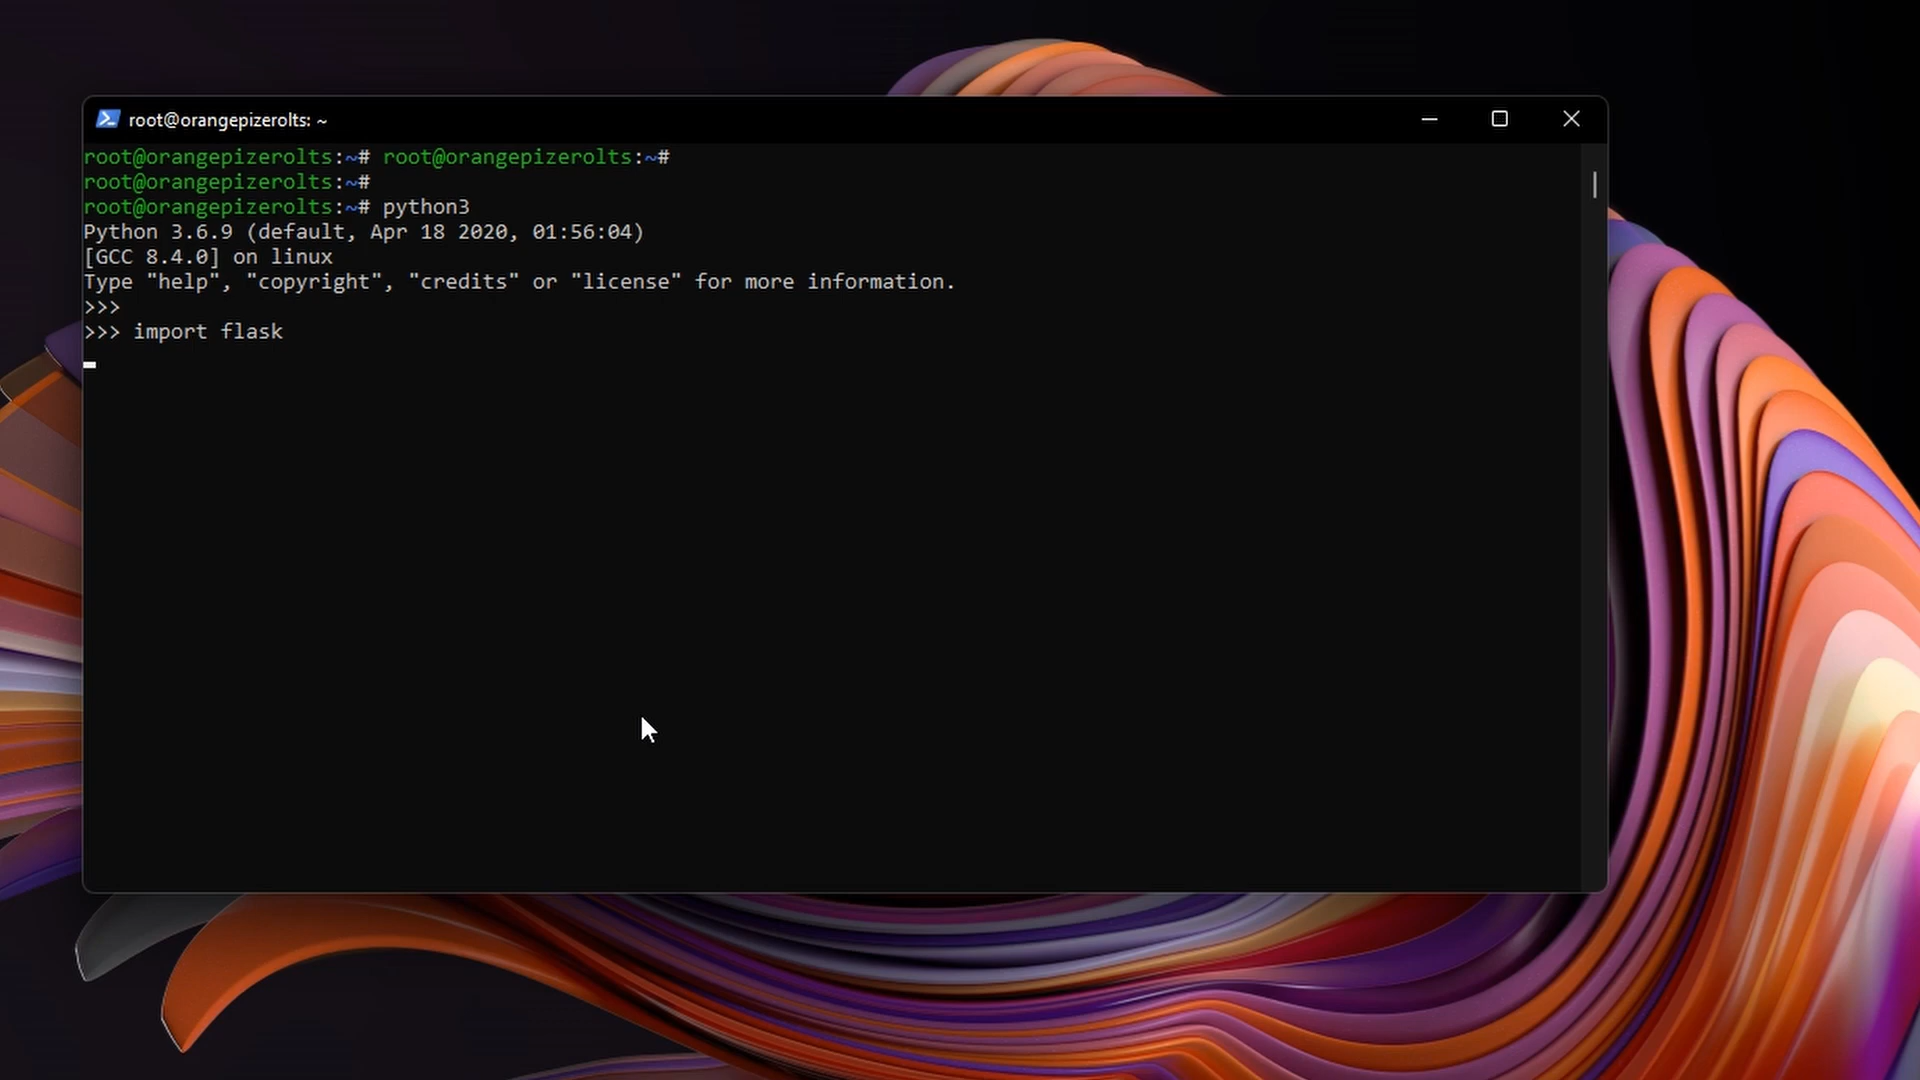 root@orangepizerolts: ~
root@orangepizerolts:~# root@orangepizerolts:~#
root@orangepizerolts:~#
root@orangepizerolts:~# python3
Python 3.6.9 (default, Apr 18 2020, 01:56:04)
[GCC 8.4.0] on linux
Type "help", "copyright", "credits" or "license" for more information.
>>>
>>> import flask